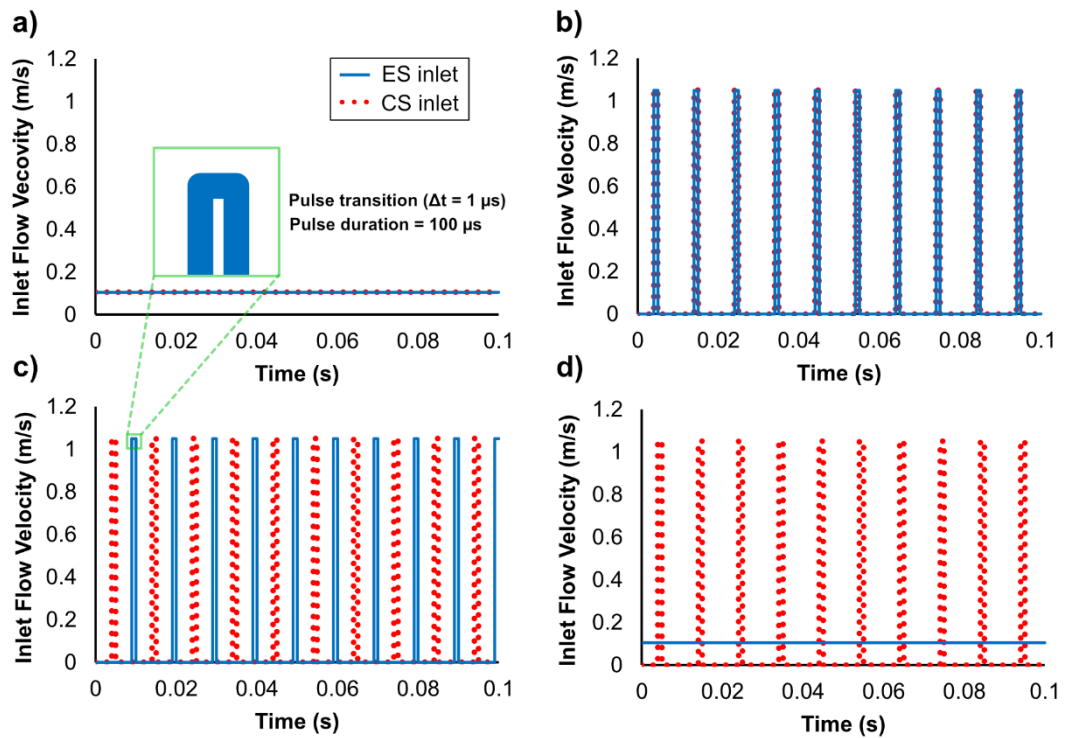 a)
Inlet Flow Vecovity (m/s)
1.2
1
0.8
0.6
0.4
0.2
0
ES inlet
CS inlet
Pulse transition (Δt = 1 µs)
Pulse duration = 100 µs
0 0.02 0.04 0.06 0.08 0.1
Time (s)
b)
Inlet Flow Velocity (m/s)
1.2
1
0.8
0.6
0.4
0.2
0
0 0.02 0.04 0.06 0.08 0.1
Time (s)
c)
Inlet Flow Velocity (m/s)
1.2
1
0.8
0.6
0.4
0.2
0
0 0.02 0.04 0.06 0.08 0.1
Time (s)
d)
Inlet Flow Velocity (m/s)
1.2
1
0.8
0.6
0.4
0.2
0
0 0.02 0.04 0.06 0.08 0.1
Time (s)